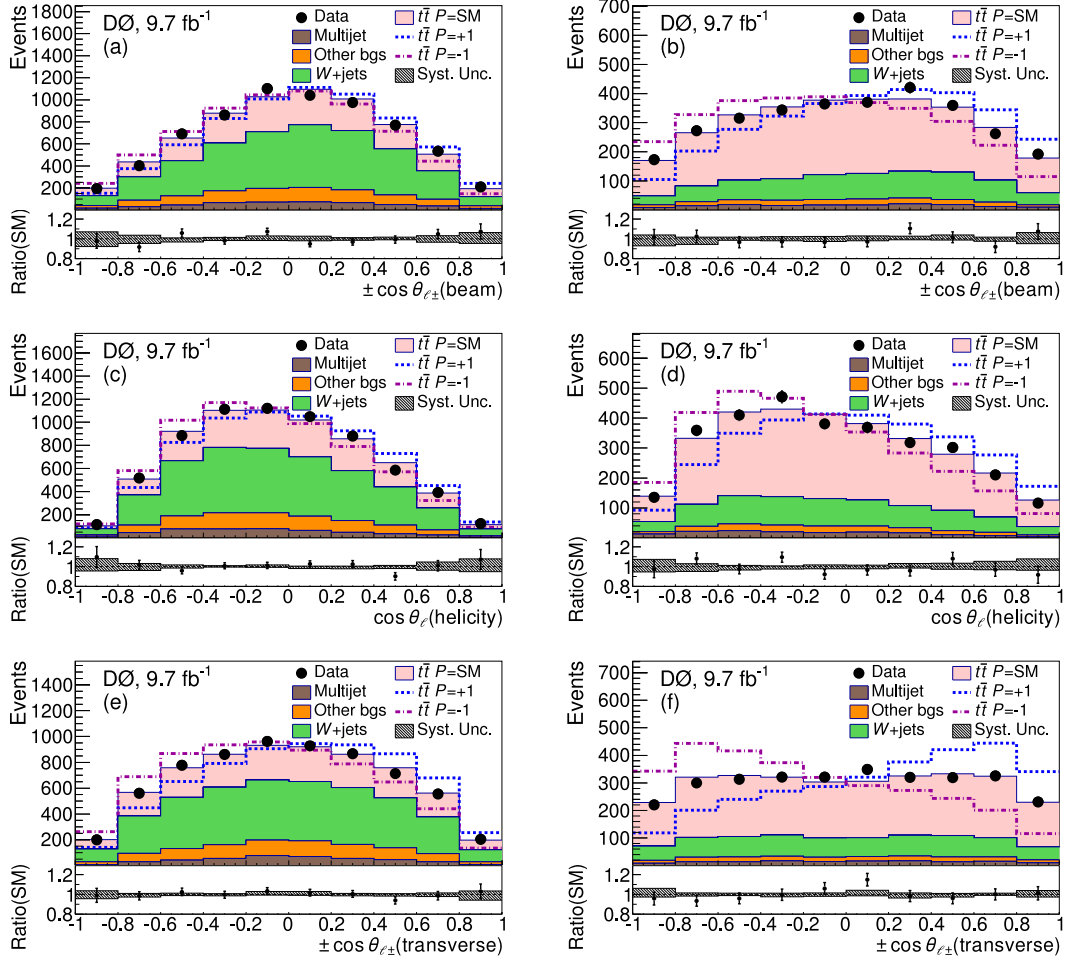 Events
DØ, 9.7 fb⁻¹
(a)
Data
Multijet
Other bgs
W+jets
tt̄ P=SM
tt̄ P=+1
tt̄ P=-1
Syst. Unc.
1800
1600
1400
1200
1000
800
600
400
200
Ratio(SM)
1.2
1
0.8
-1 -0.8 -0.6 -0.4 -0.2 0 0.2 0.4 0.6 0.8 1
± cos θℓ±(beam)
Events
DØ, 9.7 fb⁻¹
(b)
Data
Multijet
Other bgs
W+jets
tt̄ P=SM
tt̄ P=+1
tt̄ P=-1
Syst. Unc.
700
600
500
400
300
200
100
Ratio(SM)
1.2
1
0.8
-1 -0.8 -0.6 -0.4 -0.2 0 0.2 0.4 0.6 0.8 1
± cos θℓ±(beam)
Events
DØ, 9.7 fb⁻¹
(c)
Data
Multijet
Other bgs
W+jets
tt̄ P=SM
tt̄ P=+1
tt̄ P=-1
Syst. Unc.
1600
1400
1200
1000
800
600
400
200
Ratio(SM)
1.2
1
0.8
-1 -0.8 -0.6 -0.4 -0.2 0 0.2 0.4 0.6 0.8 1
cos θℓ(helicity)
Events
DØ, 9.7 fb⁻¹
(d)
Data
Multijet
Other bgs
W+jets
tt̄ P=SM
tt̄ P=+1
tt̄ P=-1
Syst. Unc.
600
500
400
300
200
100
Ratio(SM)
1.2
1
0.8
-1 -0.8 -0.6 -0.4 -0.2 0 0.2 0.4 0.6 0.8 1
cos θℓ(helicity)
Events
DØ, 9.7 fb⁻¹
(e)
Data
Multijet
Other bgs
W+jets
tt̄ P=SM
tt̄ P=+1
tt̄ P=-1
Syst. Unc.
1400
1200
1000
800
600
400
200
Ratio(SM)
1.2
1
0.8
-1 -0.8 -0.6 -0.4 -0.2 0 0.2 0.4 0.6 0.8 1
± cos θℓ±(transverse)
Events
DØ, 9.7 fb⁻¹
(f)
Data
Multijet
Other bgs
W+jets
tt̄ P=SM
tt̄ P=+1
tt̄ P=-1
Syst. Unc.
700
600
500
400
300
200
100
Ratio(SM)
1.2
1
0.8
-1 -0.8 -0.6 -0.4 -0.2 0 0.2 0.4 0.6 0.8 1
± cos θℓ±(transverse)